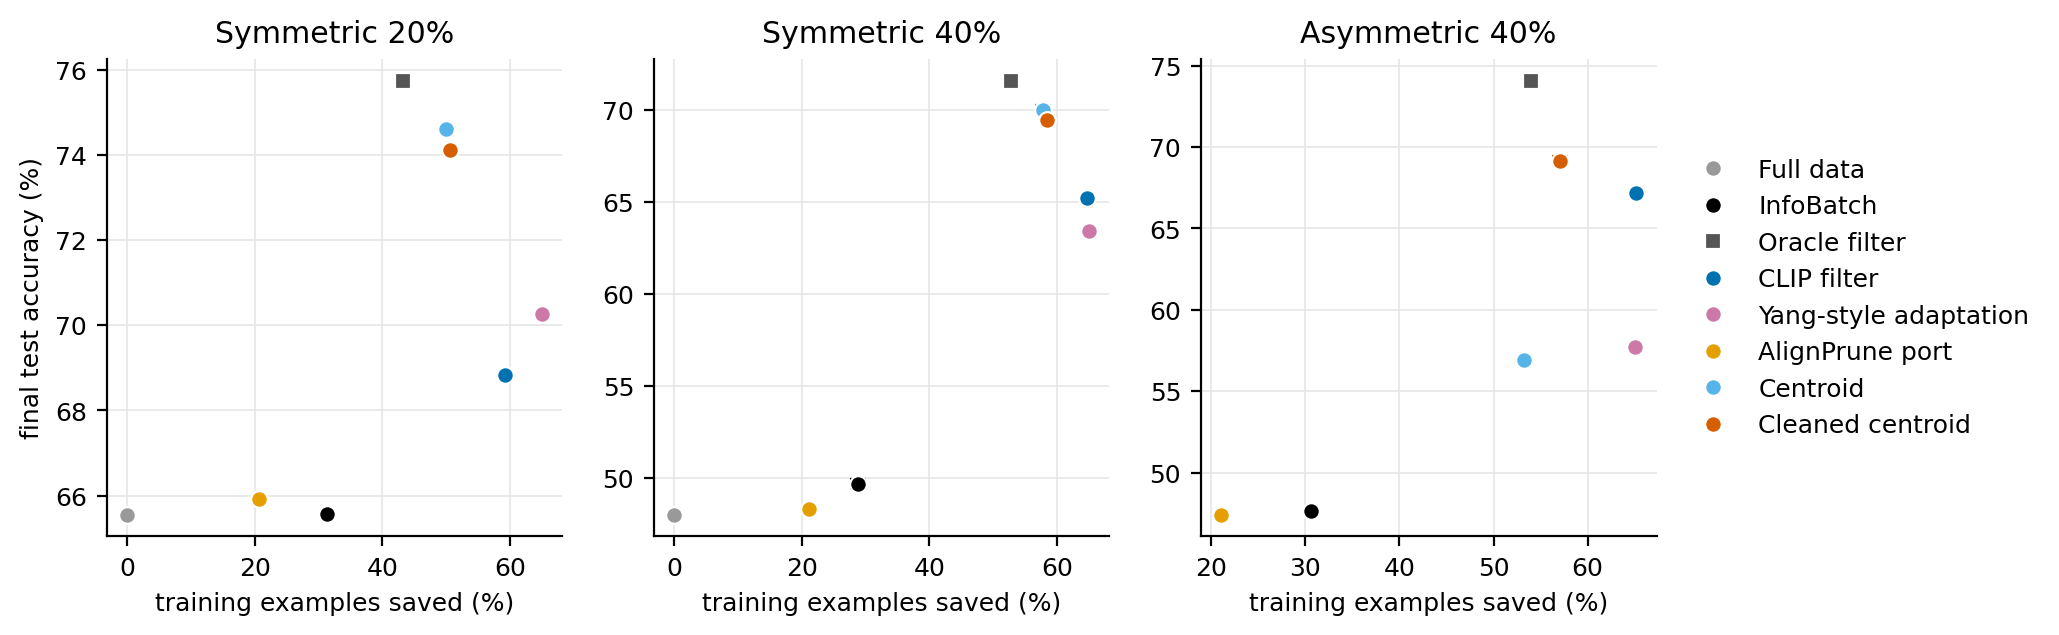 Symmetric 20%
Symmetric 40%
Asymmetric 40%
final test accuracy (%)
76
74
72
70
68
66
0
20
40
60
training examples saved (%)
70
65
60
55
50
0
20
40
60
training examples saved (%)
75
70
65
60
55
50
20
30
40
50
60
training examples saved (%)
Full data
InfoBatch
Oracle filter
CLIP filter
Yang-style adaptation
AlignPrune port
Centroid
Cleaned centroid